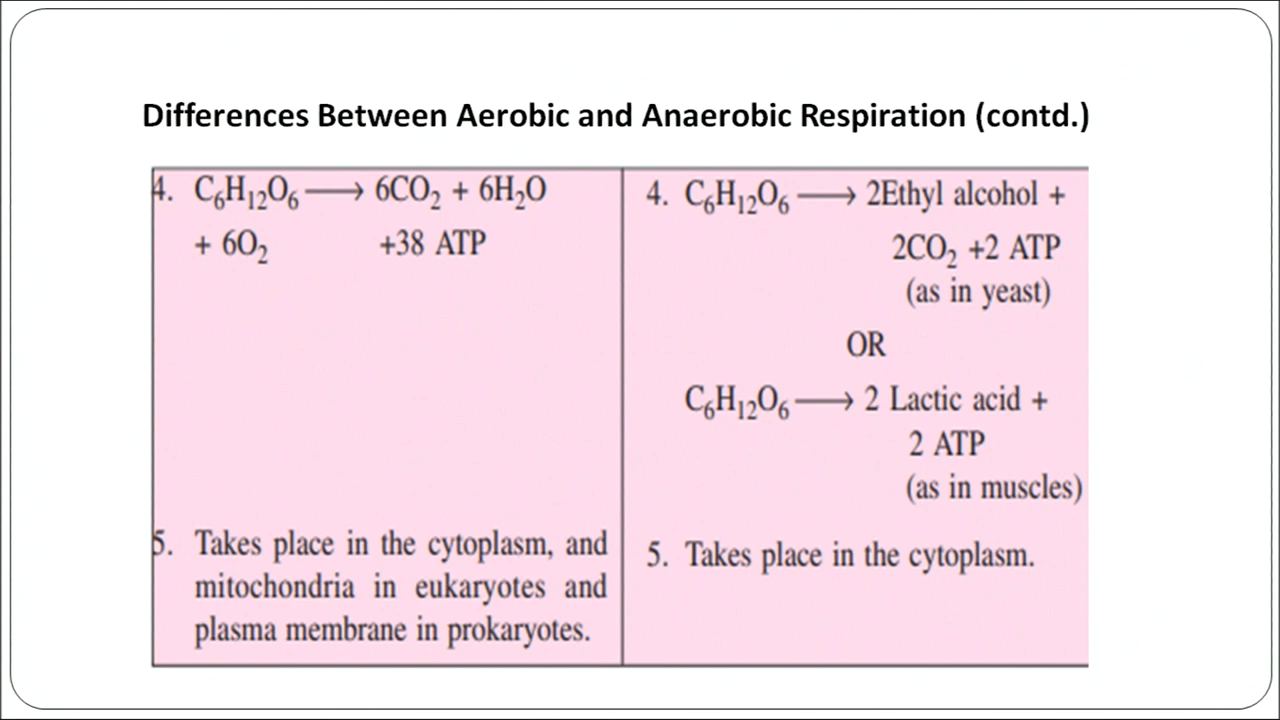 Differences Between Aerobic and Anaerobic Respiration (contd.)
4. C₆H₁₂O₆ ⟶ 6CO₂ + 6H₂O
+ 6O₂ +38 ATP
5. Takes place in the cytoplasm, and
mitochondria in eukaryotes and
plasma membrane in prokaryotes.
4. C₆H₁₂O₆ ⟶ 2Ethyl alcohol +
2CO₂ +2 ATP
(as in yeast)
OR
C₆H₁₂O₆ ⟶ 2 Lactic acid +
2 ATP
(as in muscles)
5. Takes place in the cytoplasm.